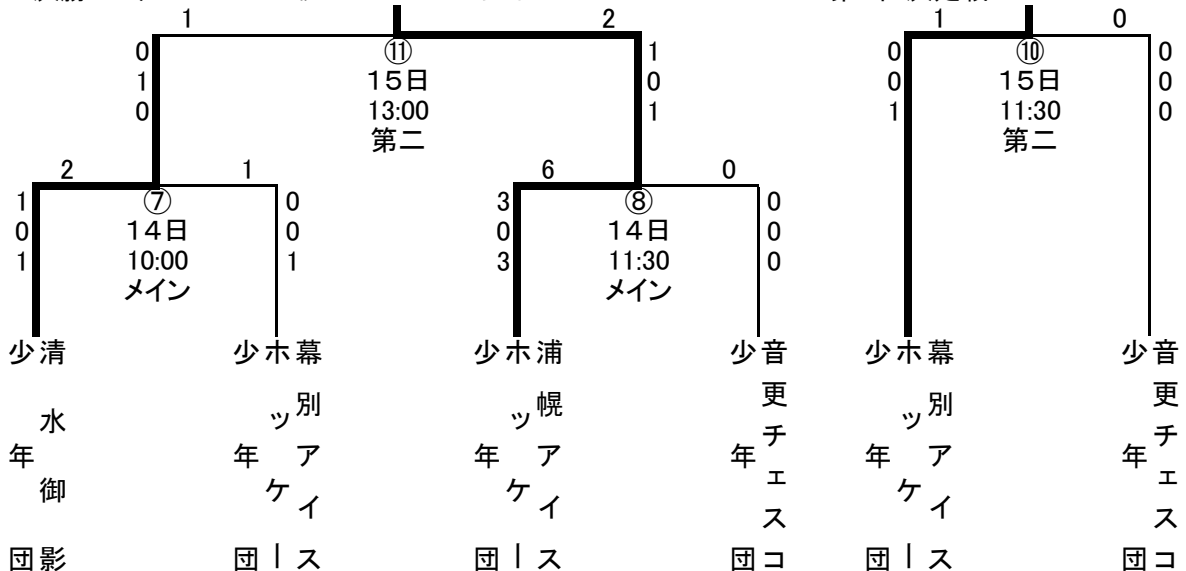 1 2 1 0
0 1 0
⑪
15日
13:00
第二
1 0 1
0 0 1
⑩
15日
11:30
第二
0 0 0
2 1 6 0
1 0 1
⑦
14日
10:00
メイン
0 0 1
3 0 3
⑧
14日
11:30
メイン
0 0 0
清水御影
少年団
幕別アイス
ホッケー
少年団
浦幌アイス
ホッケー
少年団
音更チェスコ
少年団
幕別アイス
ホッケー
少年団
音更チェスコ
少年団